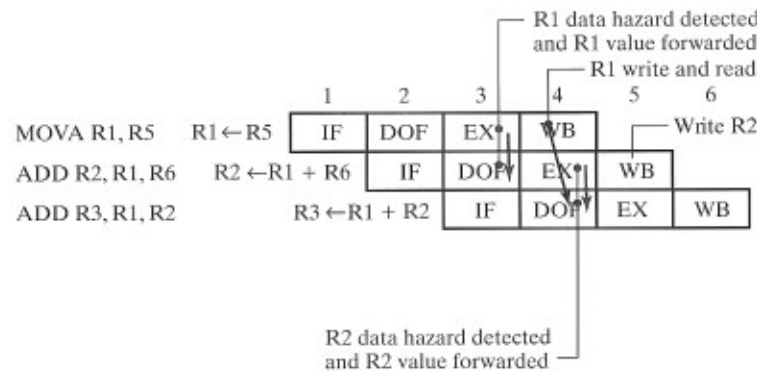 R1 data hazard detected
and R1 value forwarded
R1 write and read
1 2 3 4 5 6
MOVA R1, R5 R1←R5 IF DOF EX WB
Write R2
ADD R2, R1, R6 R2←R1 + R6 IF DOF EX WB
ADD R3, R1, R2 R3←R1 + R2 IF DOF EX WB
R2 data hazard detected
and R2 value forwarded